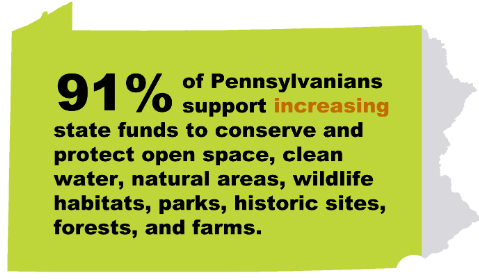 91% of Pennsylvanians
support increasing
state funds to conserve and
protect open space, clean
water, natural areas, wildlife
habitats, parks, historic sites,
forests, and farms.